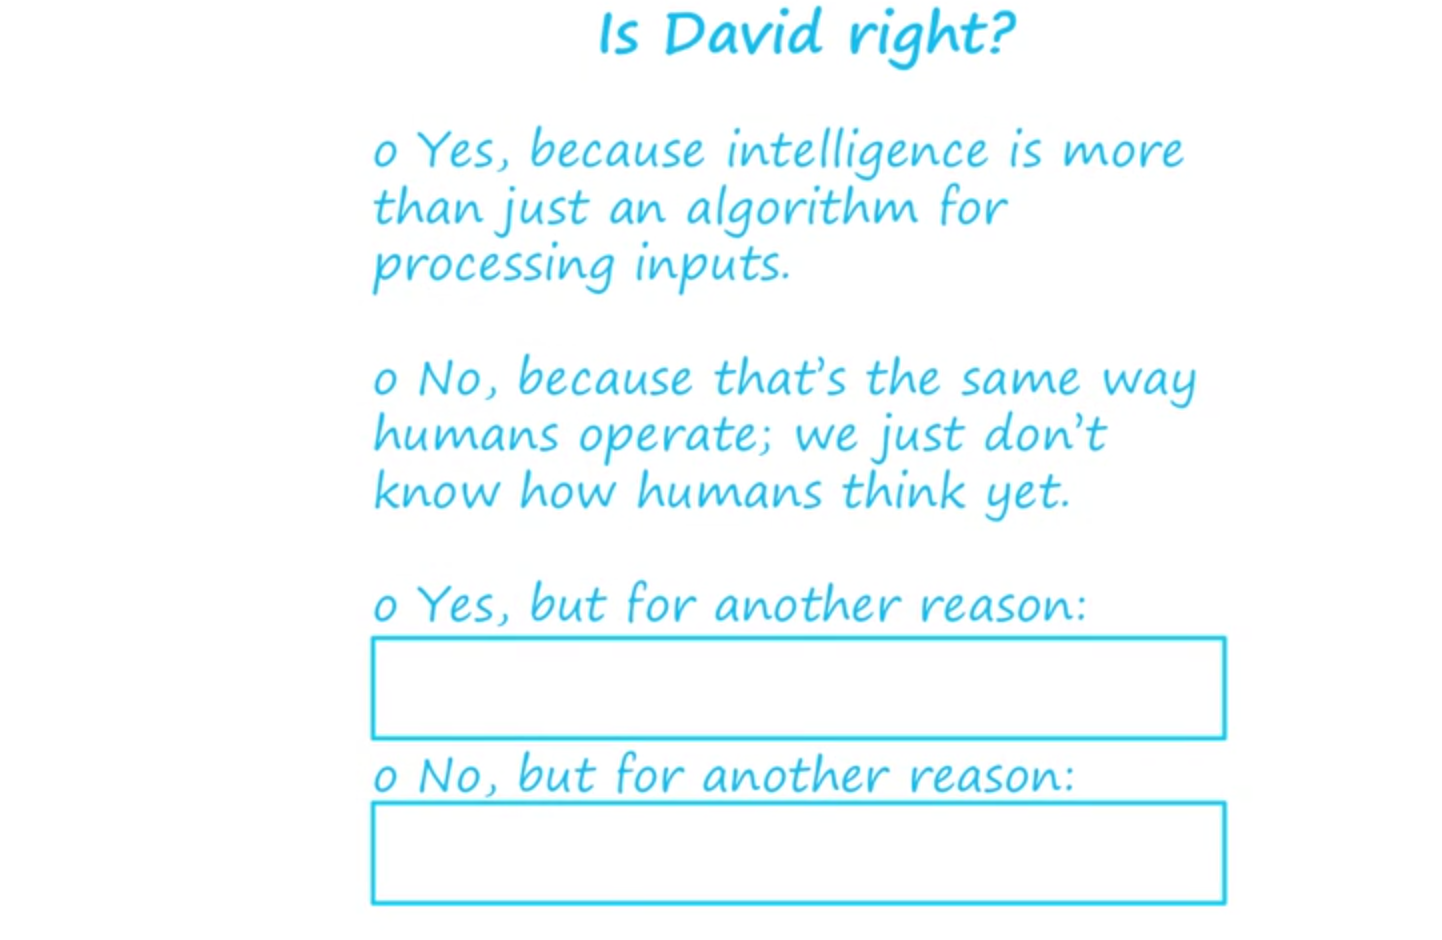 Is David right?
o Yes, because intelligence is more
than just an algorithm for
processing inputs.
o No, because that’s the same way
humans operate; we just don’t
know how humans think yet.
o Yes, but for another reason:
o No, but for another reason: